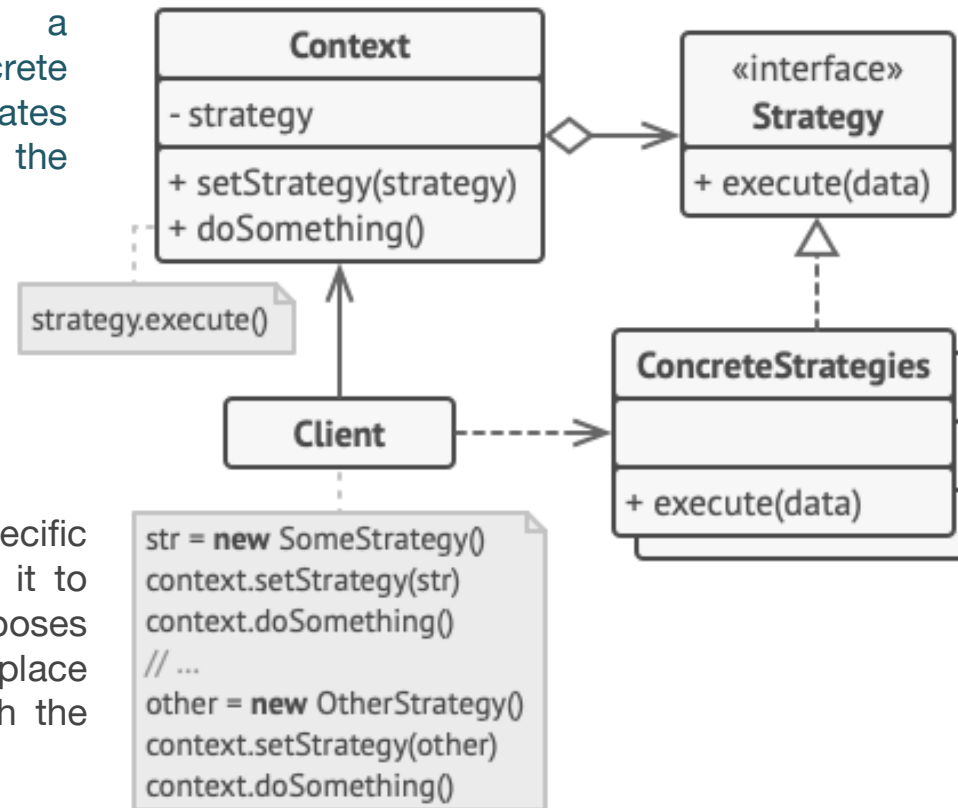 a
crete
ates
the
Context
- strategy
+ setStrategy(strategy)
+ doSomething()
«interface»
Strategy
+ execute(data)
strategy.execute()
ConcreteStrategies
+ execute(data)
Client
ecific
it to
poses
place
h the
str = new SomeStrategy()
context.setStrategy(str)
context.doSomething()
// ...
other = new OtherStrategy()
context.setStrategy(other)
context.doSomething()